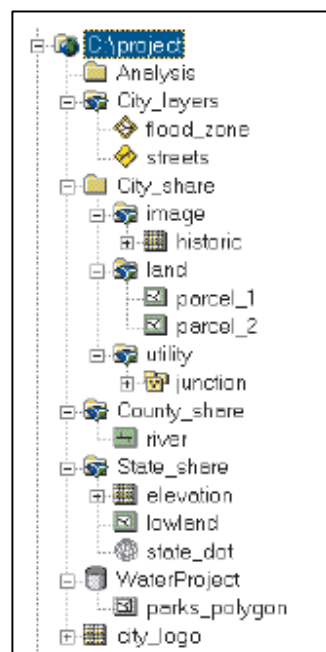 C:\project
Analysis
City_layers
flood_zone
streets
City_share
image
historic
land
parcel_1
parcel_2
utility
junction
County_share
river
State_share
elevation
lowland
state_dot
WaterProject
parks_polygon
city_logo